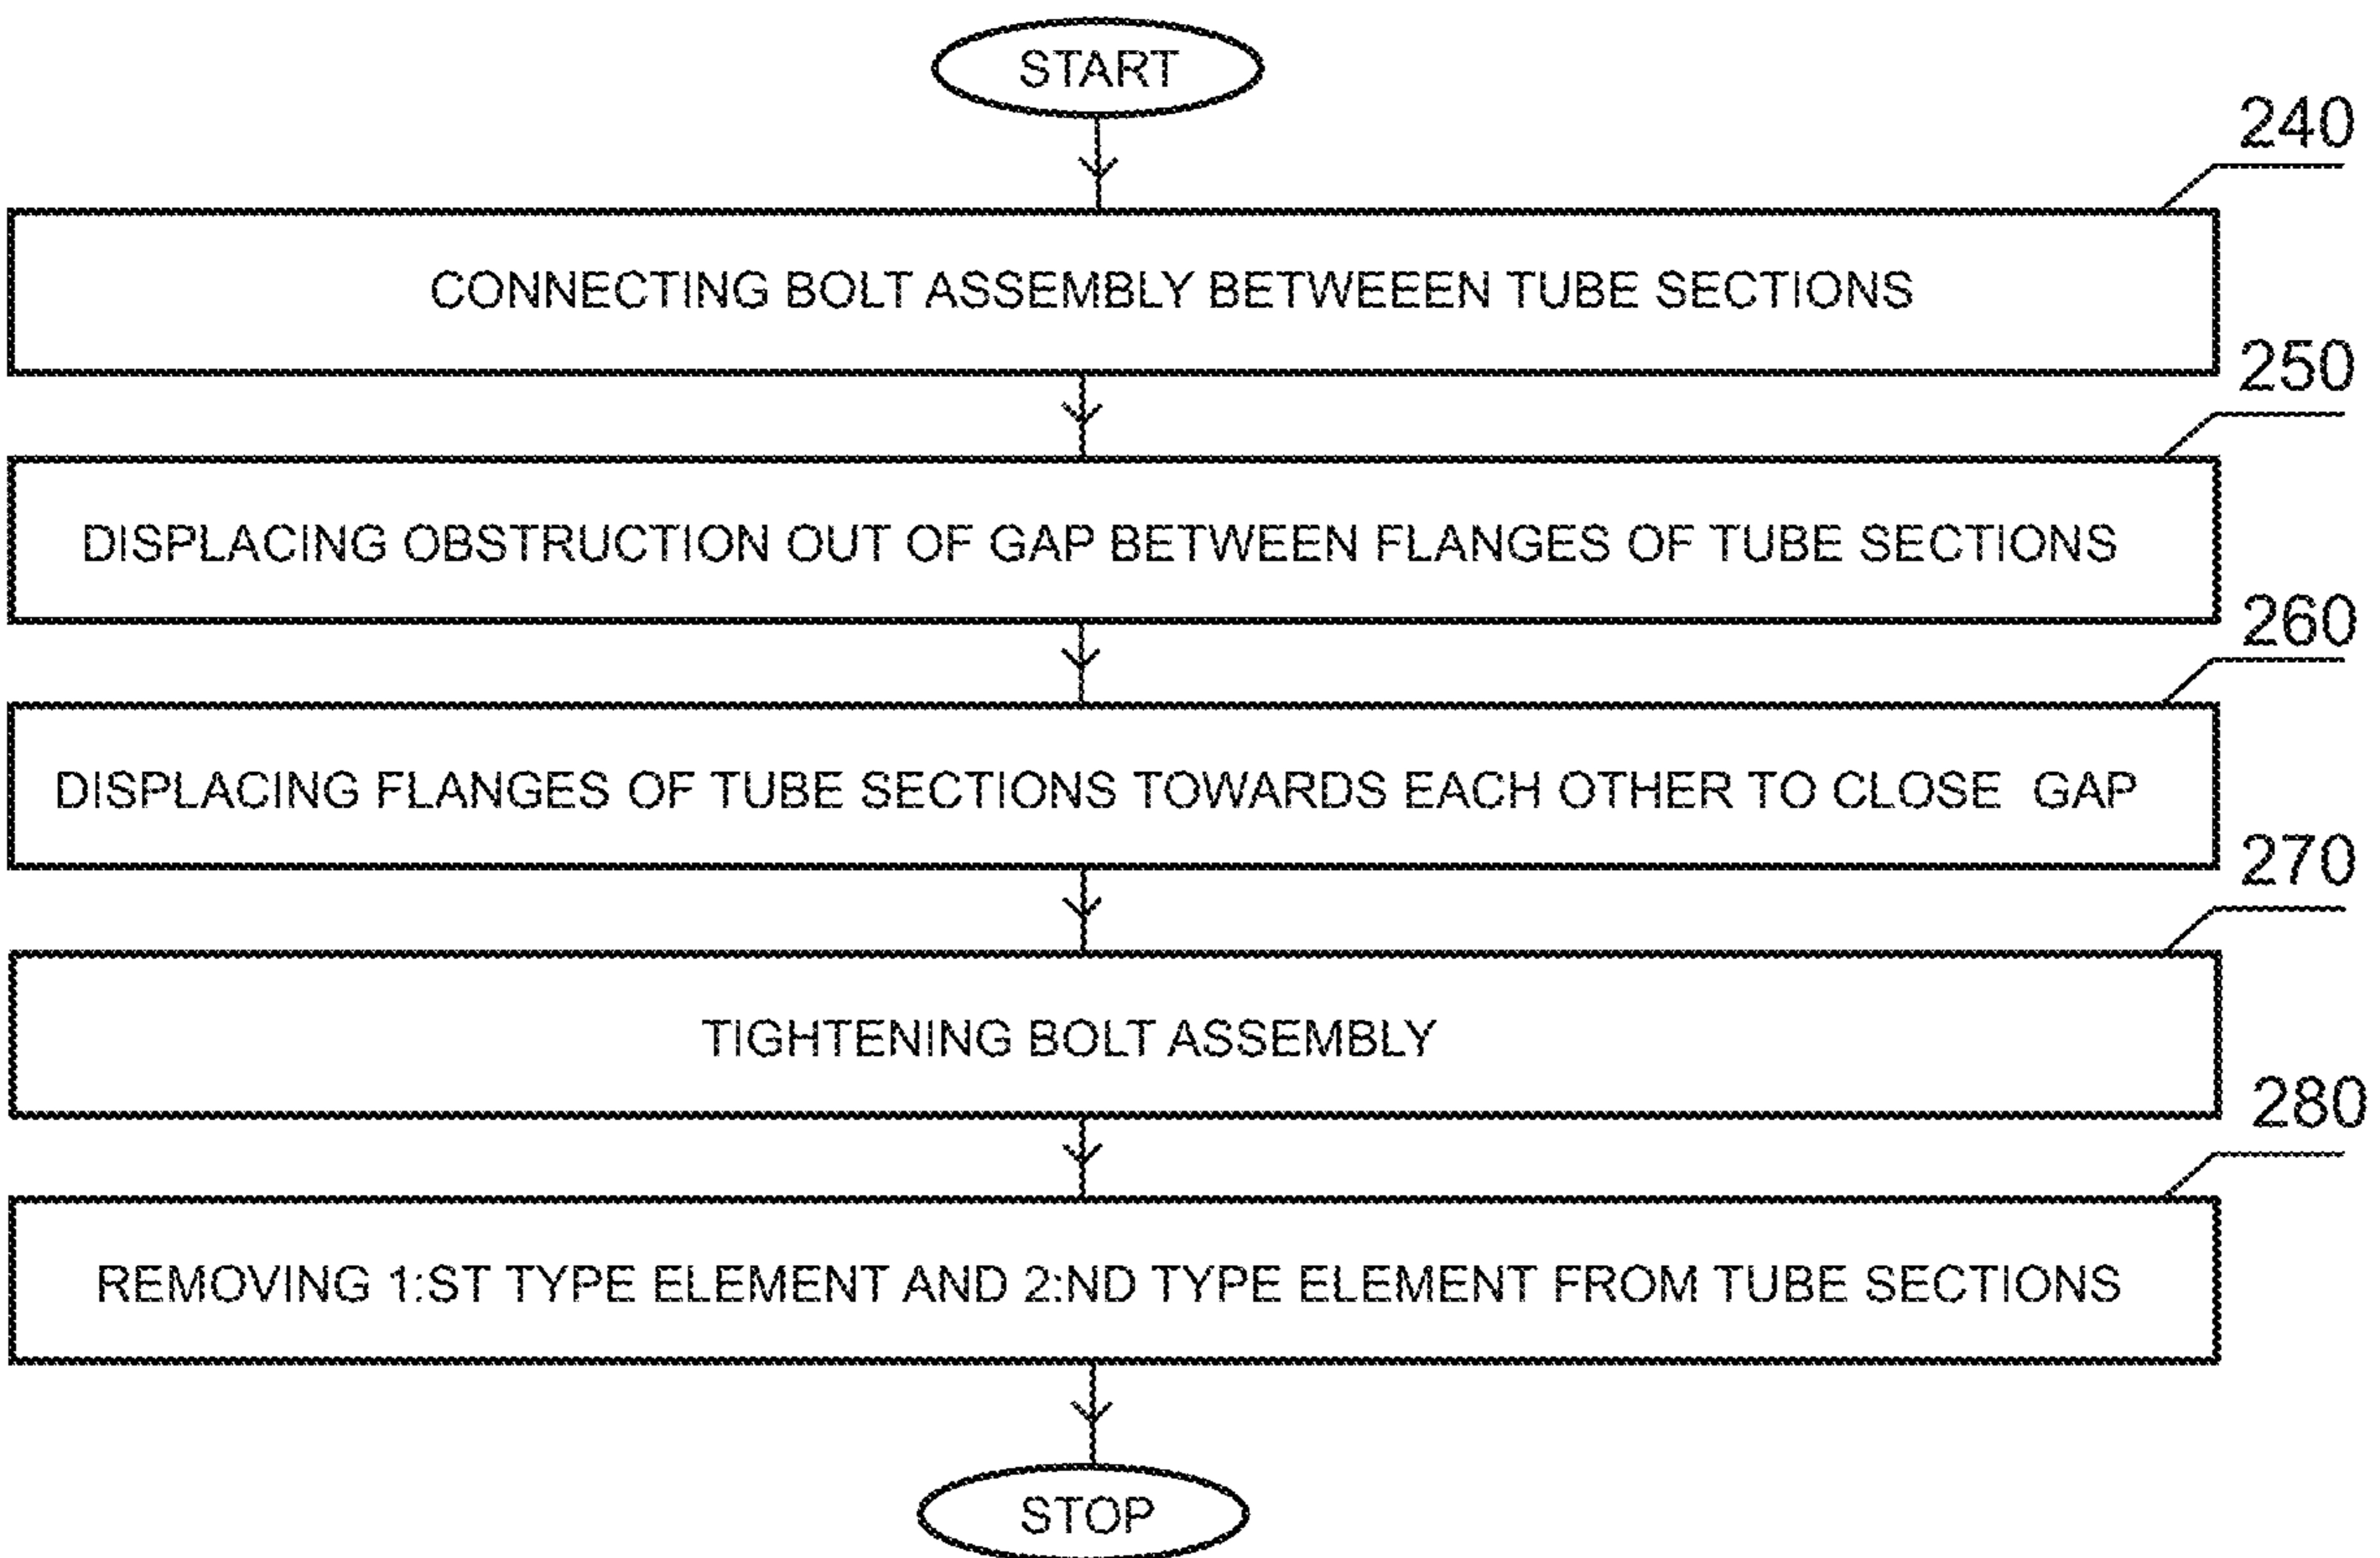 START
240
CONNECTING BOLT ASSEMBLY BETWEEEN TUBE SECTIONS
250
DISPLACING OBSTRUCTION OUT OF GAP BETWEEN FLANGES OF TUBE SECTIONS
260
DISPLACING FLANGES OF TUBE SECTIONS TOWARDS EACH OTHER TO CLOSE  GAP
270
TIGHTENING BOLT ASSEMBLY
280
REMOVING 1:ST TYPE ELEMENT AND 2:ND TYPE ELEMENT FROM TUBE SECTIONS
STOP